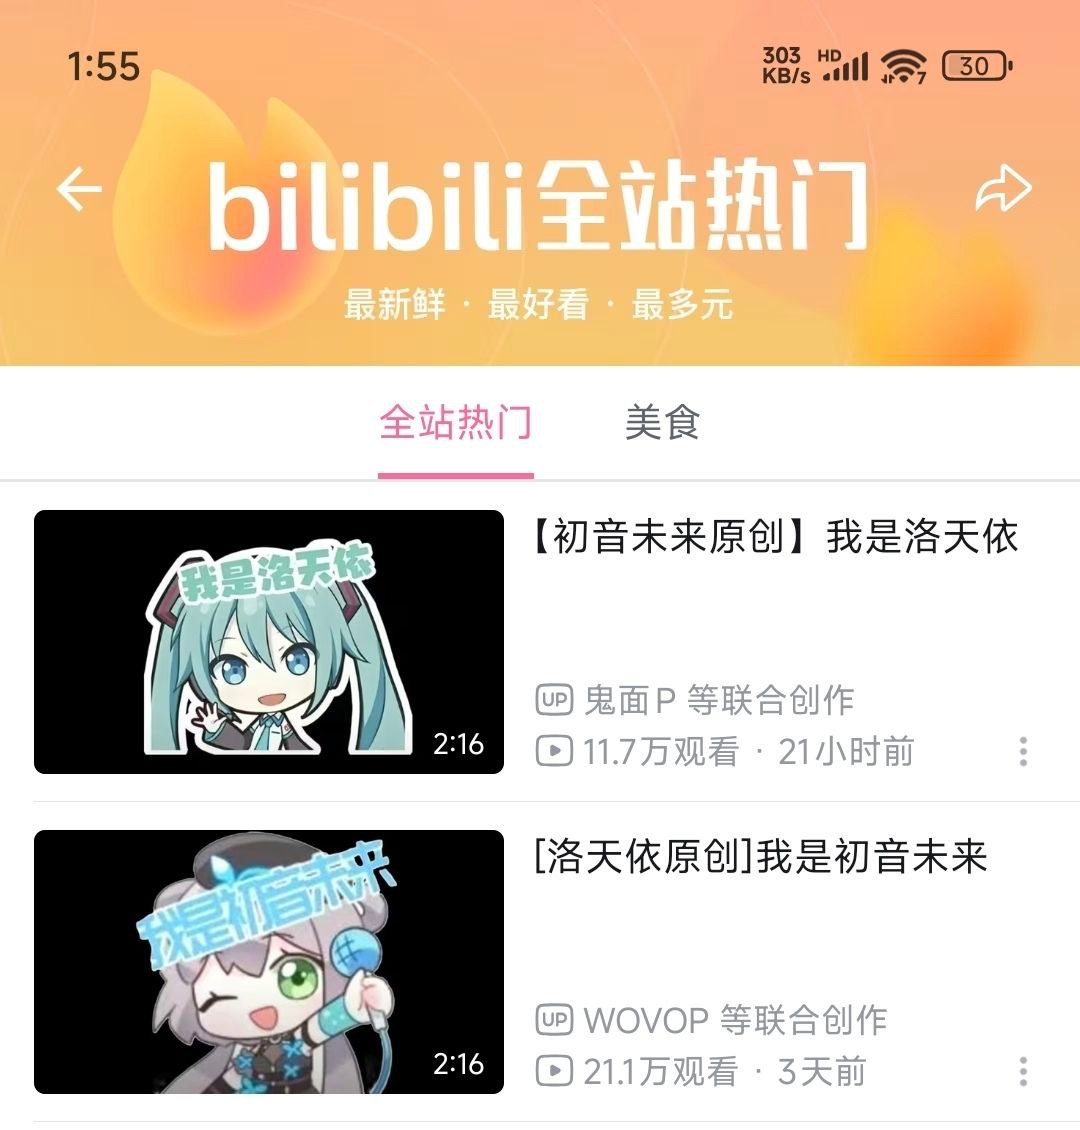 1:55
303
KB/s
HD
7
30
bilibili全站热门
最新鲜 · 最好看 · 最多元
全站热门
美食
我是洛天依
2:16
【初音未来原创】我是洛天依
UP 鬼面P 等联合创作
11.7万观看 · 21小时前
我是初音未来
2:16
[洛天依原创]我是初音未来
UP WOVOP 等联合创作
21.1万观看 · 3天前